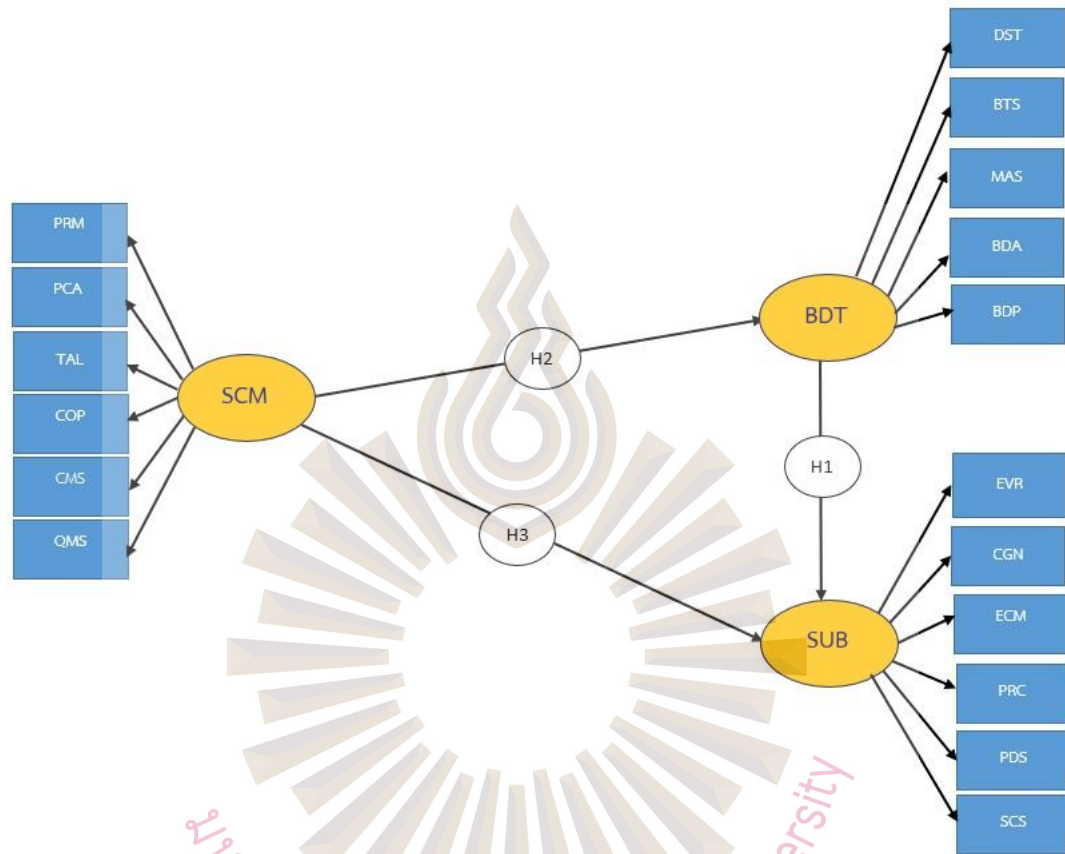 DST
BTS
MAS
BDA
BDP
PRM
PCA
TAL
COP
CMS
QMS
SCM
H2
BDT
H1
H3
SUB
EVR
CGN
ECM
PRC
PDS
SCS